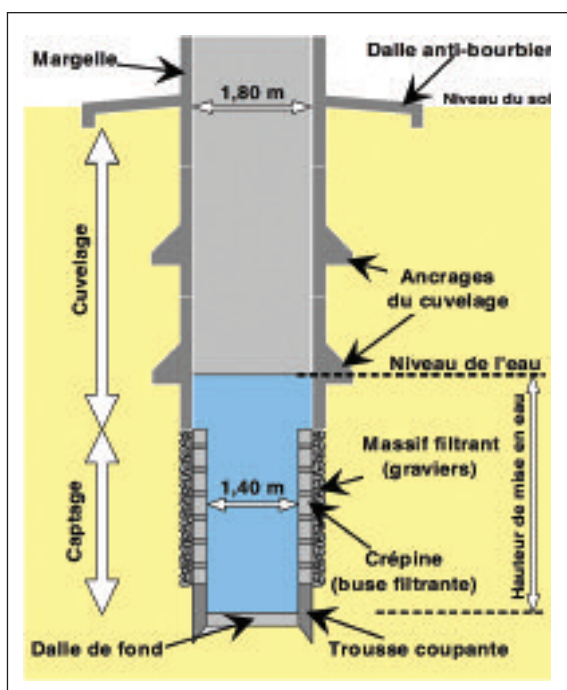 Margelle
Dalle anti-bourbier
1,80 m
Niveau du sol
Cuvelage
Ancrages
du cuvelage
Niveau de l'eau
Captage
Massif filtrant
(graviers)
1,40 m
Crépine
(buse filtrante)
Hauteur de mise en eau
Dalle de fond
Trousse coupante